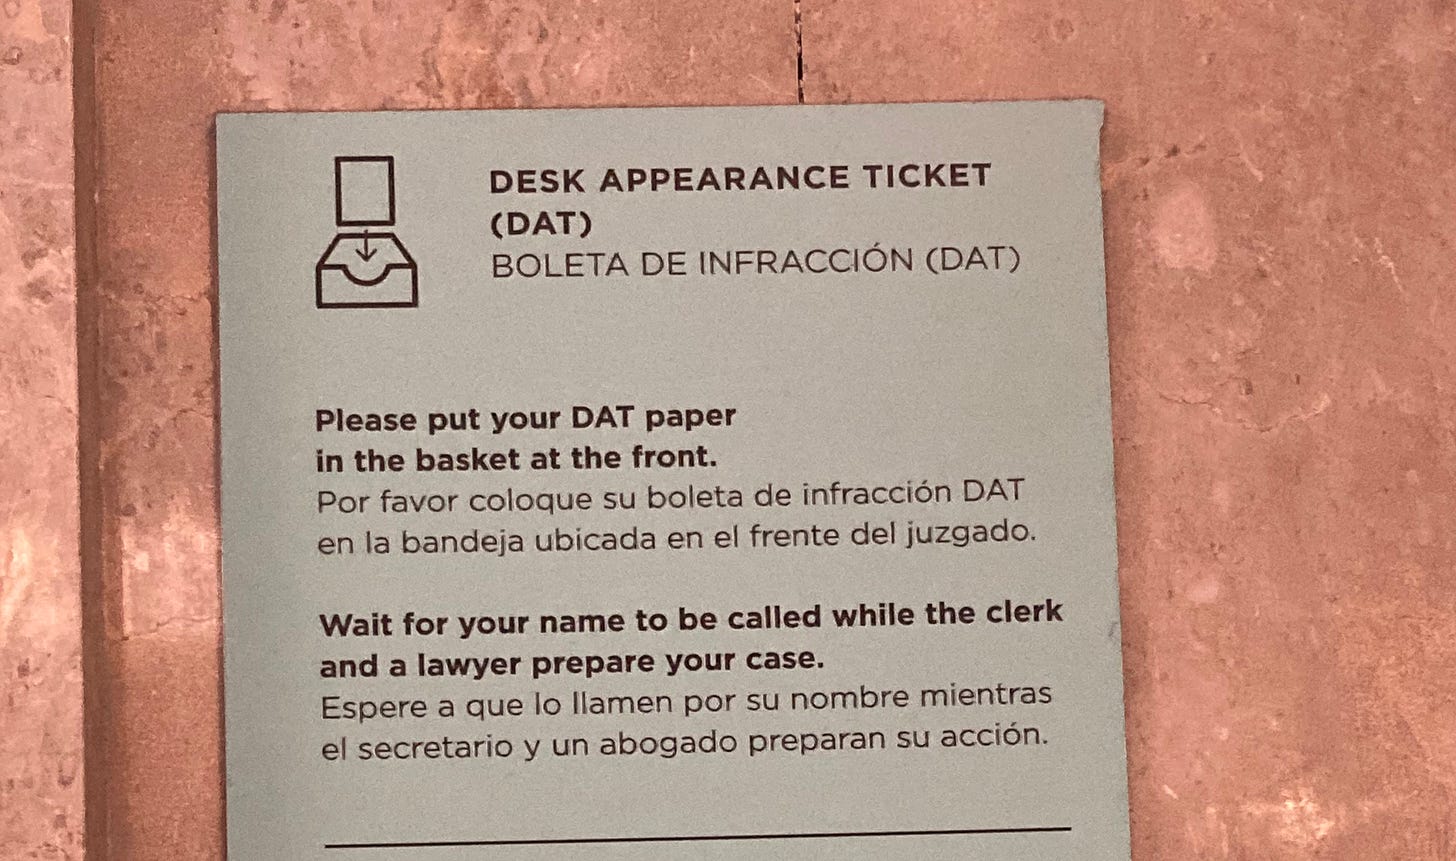 DESK APPEARANCE TICKET
(DAT)
BOLETA DE INFRACCIÓN (DAT)
Please put your DAT paper
in the basket at the front.
Por favor coloque su boleta de infracción DAT
en la bandeja ubicada en el frente del juzgado.
Wait for your name to be called while the clerk
and a lawyer prepare your case.
Espere a que lo llamen por su nombre mientras
el secretario y un abogado preparan su acción.